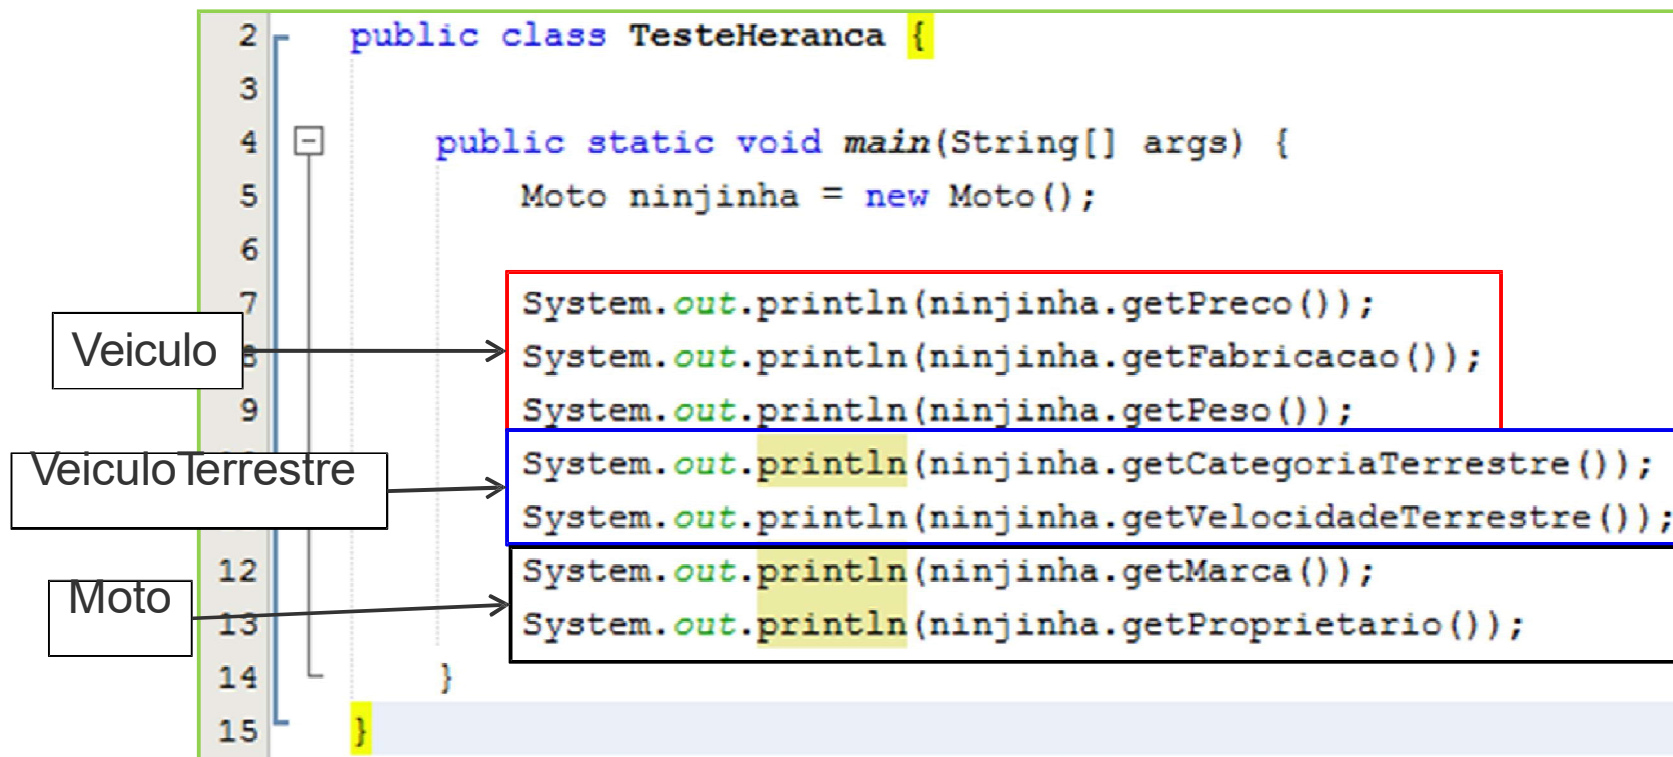 2 public class TesteHeranca {
3
4 public static void main(String[] args) {
5 Moto ninjinha = new Moto();
6
7 System.out.println(ninjinha.getPreco());
Veiculo
8 System.out.println(ninjinha.getFabricacao());
9 System.out.println(ninjinha.getPeso());
VeiculoTerrestre
System.out.println(ninjinha.getCategoriaTerrestre());
System.out.println(ninjinha.getVelocidadeTerrestre());
12 System.out.println(ninjinha.getMarca());
Moto
13 System.out.println(ninjinha.getProprietario());
14 }
15 }